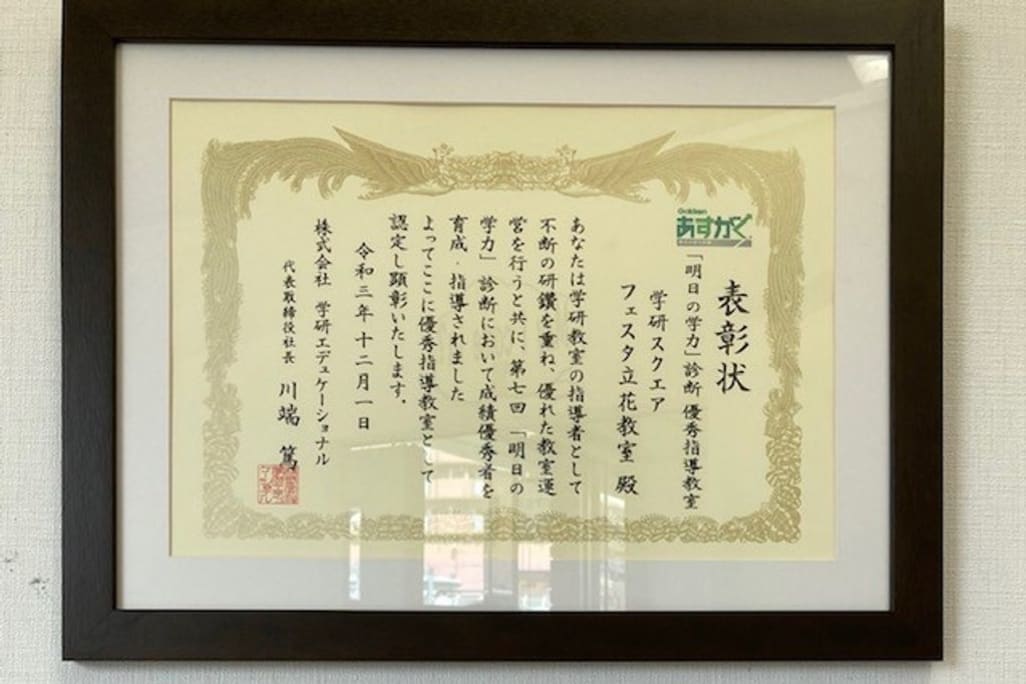 Gakken
あすがく
表彰状
「明日の学力」診断 優秀指導教室
学研スクエア
フェスタ立花教室 殿
あなたは学研教室の指導者として
不断の研鑽を重ね、優れた教室運
営を行うと共に、第七回「明日の
学力」診断において成績優秀者を
育成・指導されました
よってここに優秀指導教室として
認定し顕彰いたします.
令和三年十二月一日
株式会社 学研エデュケーショナル
代表取締役社長 川端 篤